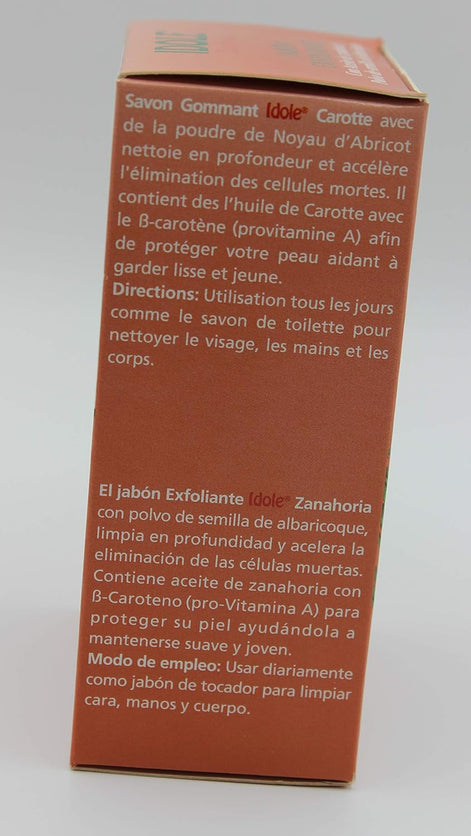 IDOLE
Savon Gommant Idole® Carotte avec
de la poudre de Noyau d'Abricot
nettoie en profondeur et accélère
l'élimination des cellules mortes. Il
contient des l'huile de Carotte avec
le ß-carotène (provitamine A) afin
de protéger votre peau aidant à
garder lisse et jeune.
Directions: Utilisation tous les jours
comme le savon de toilette pour
nettoyer le visage, les mains et les
corps.
El jabón Exfoliante Idole® Zanahoria
con polvo de semilla de albaricoque,
limpia en profundidad y acelera la
eliminación de las células muertas.
Contiene aceite de zanahoria con
ß-Caroteno (pro-Vitamina A) para
proteger su piel ayudándola a
mantenerse suave y joven.
Modo de empleo: Usar diariamente
como jabón de tocador para limpiar
cara, manos y cuerpo.